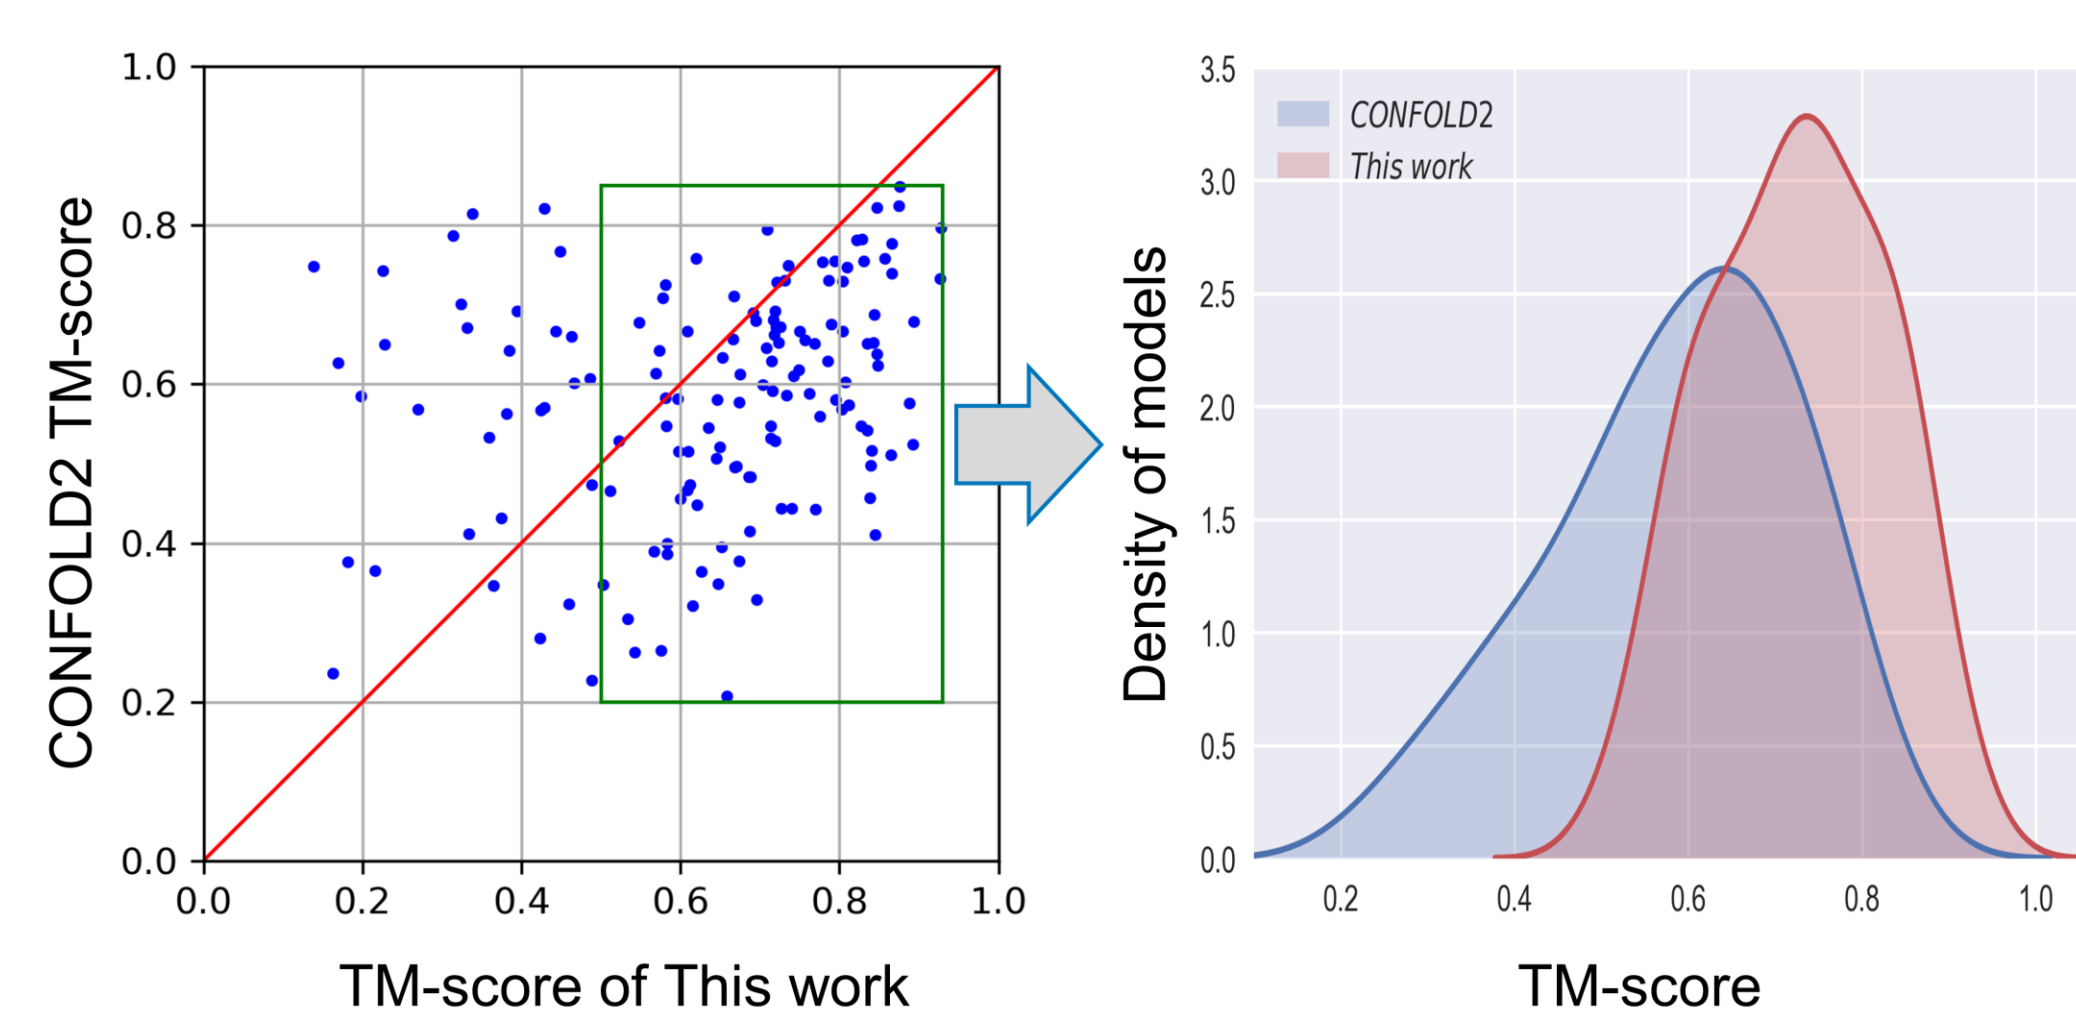 CONFOLD2 TM-score
1.0
0.8
0.6
0.4
0.2
0.0
0.0 0.2 0.4 0.6 0.8 1.0
TM-score of This work
Density of models
3.5
3.0
2.5
2.0
1.5
1.0
0.5
0.0
CONFOLD2
This work
0.2 0.4 0.6 0.8 1.0
TM-score